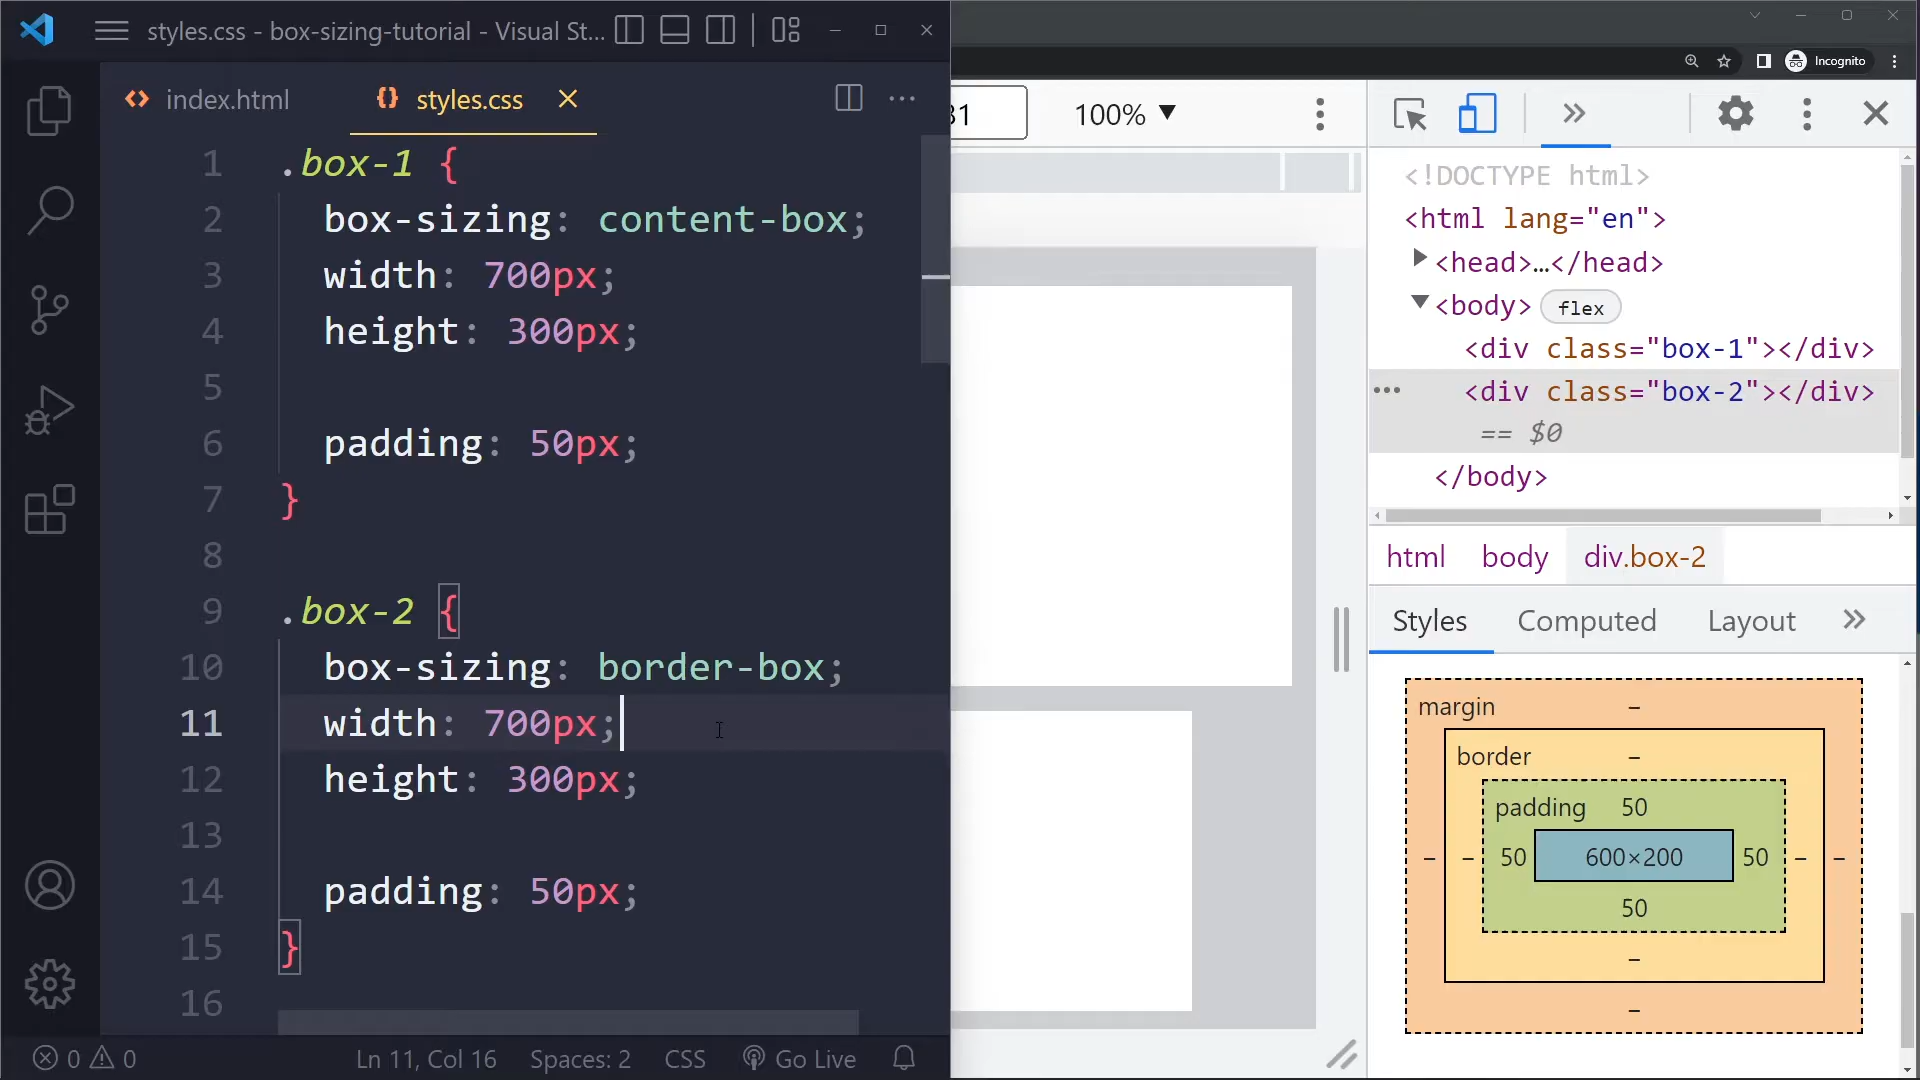 styles.css - box-sizing-tutorial - Visual St...
index.html
styles.css
1 .box-1 {
2 box-sizing: content-box;
3 width: 700px;
4 height: 300px;
5
6 padding: 50px;
7 }
8
9 .box-2 {
10 box-sizing: border-box;
11 width: 700px;
12 height: 300px;
13
14 padding: 50px;
15 }
16
0 0
Ln 11, Col 16
Spaces: 2
CSS
Go Live
Incognito
100%
<!DOCTYPE html>
<html lang="en">
<head>…</head>
<body> flex
<div class="box-1"></div>
<div class="box-2"></div>
== $0
</body>
html body div.box-2
Styles Computed Layout
margin –
border –
padding 50
– – 50 600×200 50 – –
50
–
–